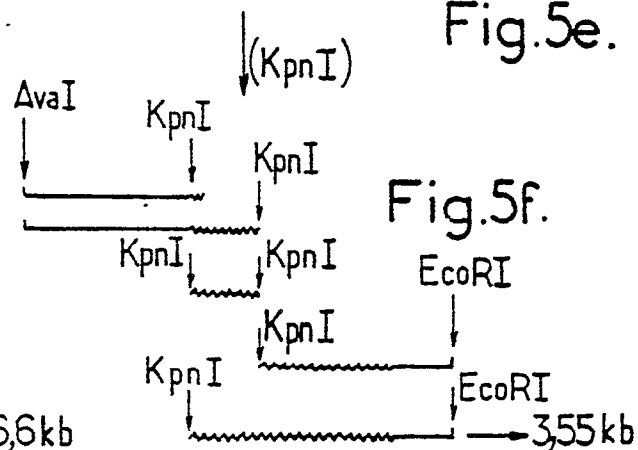 Fig.5e.
(KpnI)
AvaI
KpnI
KpnI
Fig.5f.
KpnI KpnI
EcoRI
KpnI
KpnI
EcoRI
6,6kb
3,55kb